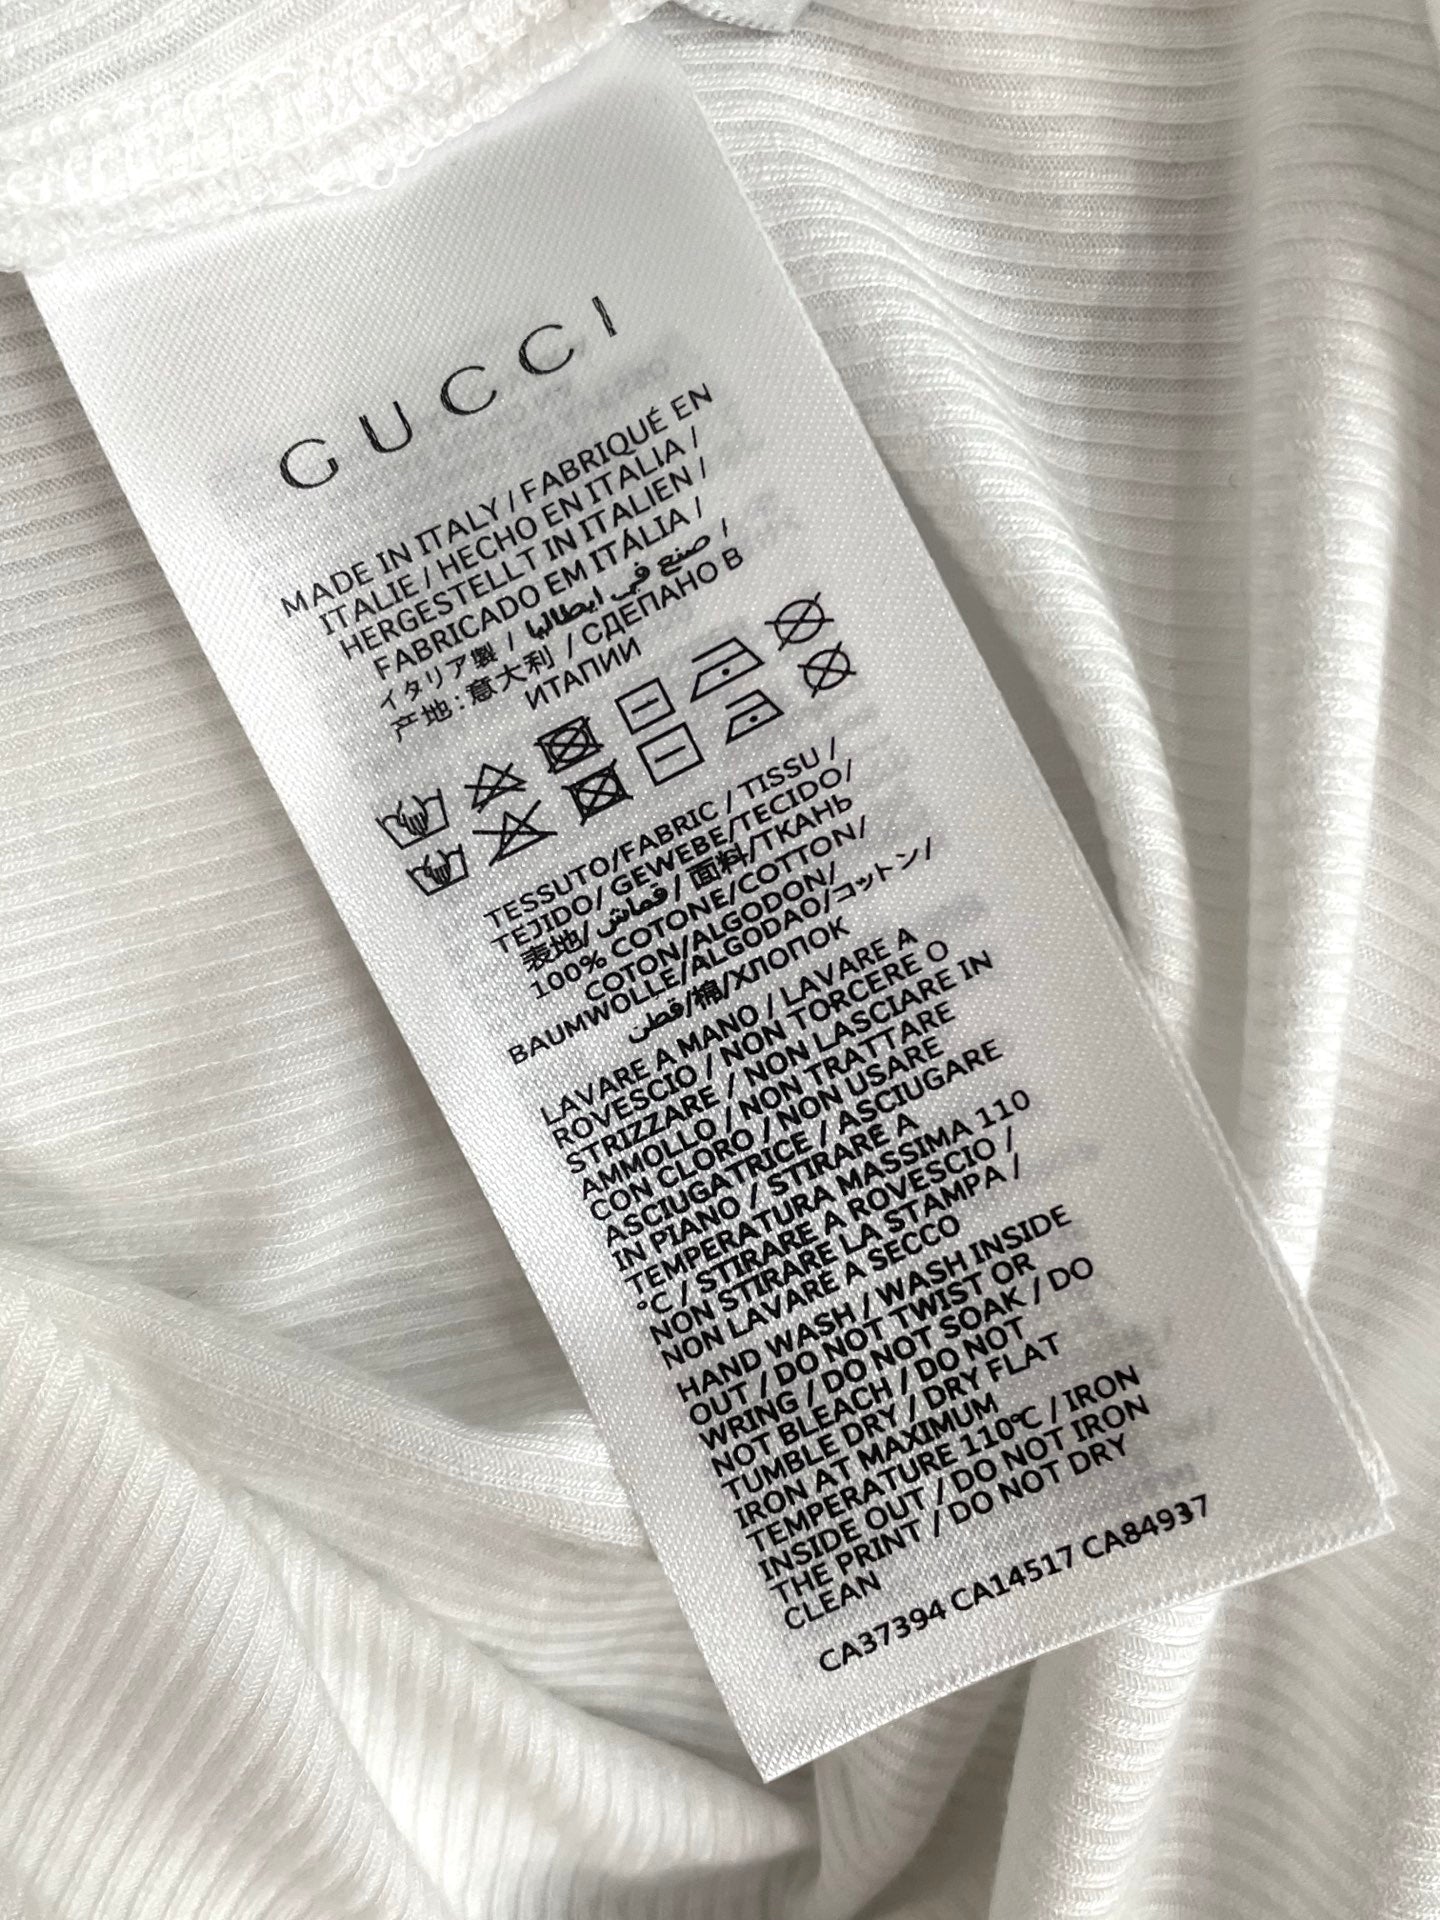 GUCCI
MADE IN ITALY / FABRIQUÉ EN
ITALIE / HECHO EN ITALIA /
HERGESTELLT IN ITALIEN /
FABRICADO EM ITÁLIA /
イタリア製 / صنع في ايطاليا /
产地:意大利 / СДЕПАНО В
ИТАПИИ
TESSUTO/FABRIC / TISSU /
TEJIDO/ GEWEBE/TECIDO/
表地/ قماش / 面料/ТКАНЬ
100% COTONE/COTTON/
COTON/ALGODON/
BAUMWOLLE/ALGODAO/コットン/
قطن/棉/ХЛОПОК
LAVARE A MANO / LAVARE A
ROVESCIO / NON TORCERE O
STRIZZARE / NON LASCIARE IN
AMMOLLO / NON TRATTARE
CON CLORO / NON USARE
ASCIUGATRICE / ASCIUGARE
IN PIANO / STIRARE A
TEMPERATURA MASSIMA 110
°C / STIRARE A ROVESCIO /
NON STIRARE LA STAMPA /
NON LAVARE A SECCO
HAND WASH / WASH INSIDE
OUT / DO NOT TWIST OR
WRING / DO NOT SOAK / DO
NOT BLEACH / DO NOT
TUMBLE DRY / DRY FLAT
IRON AT MAXIMUM
TEMPERATURE 110℃ / IRON
INSIDE OUT / DO NOT IRON
THE PRINT / DO NOT DRY
CLEAN
CA37394 CA14517 CA84937